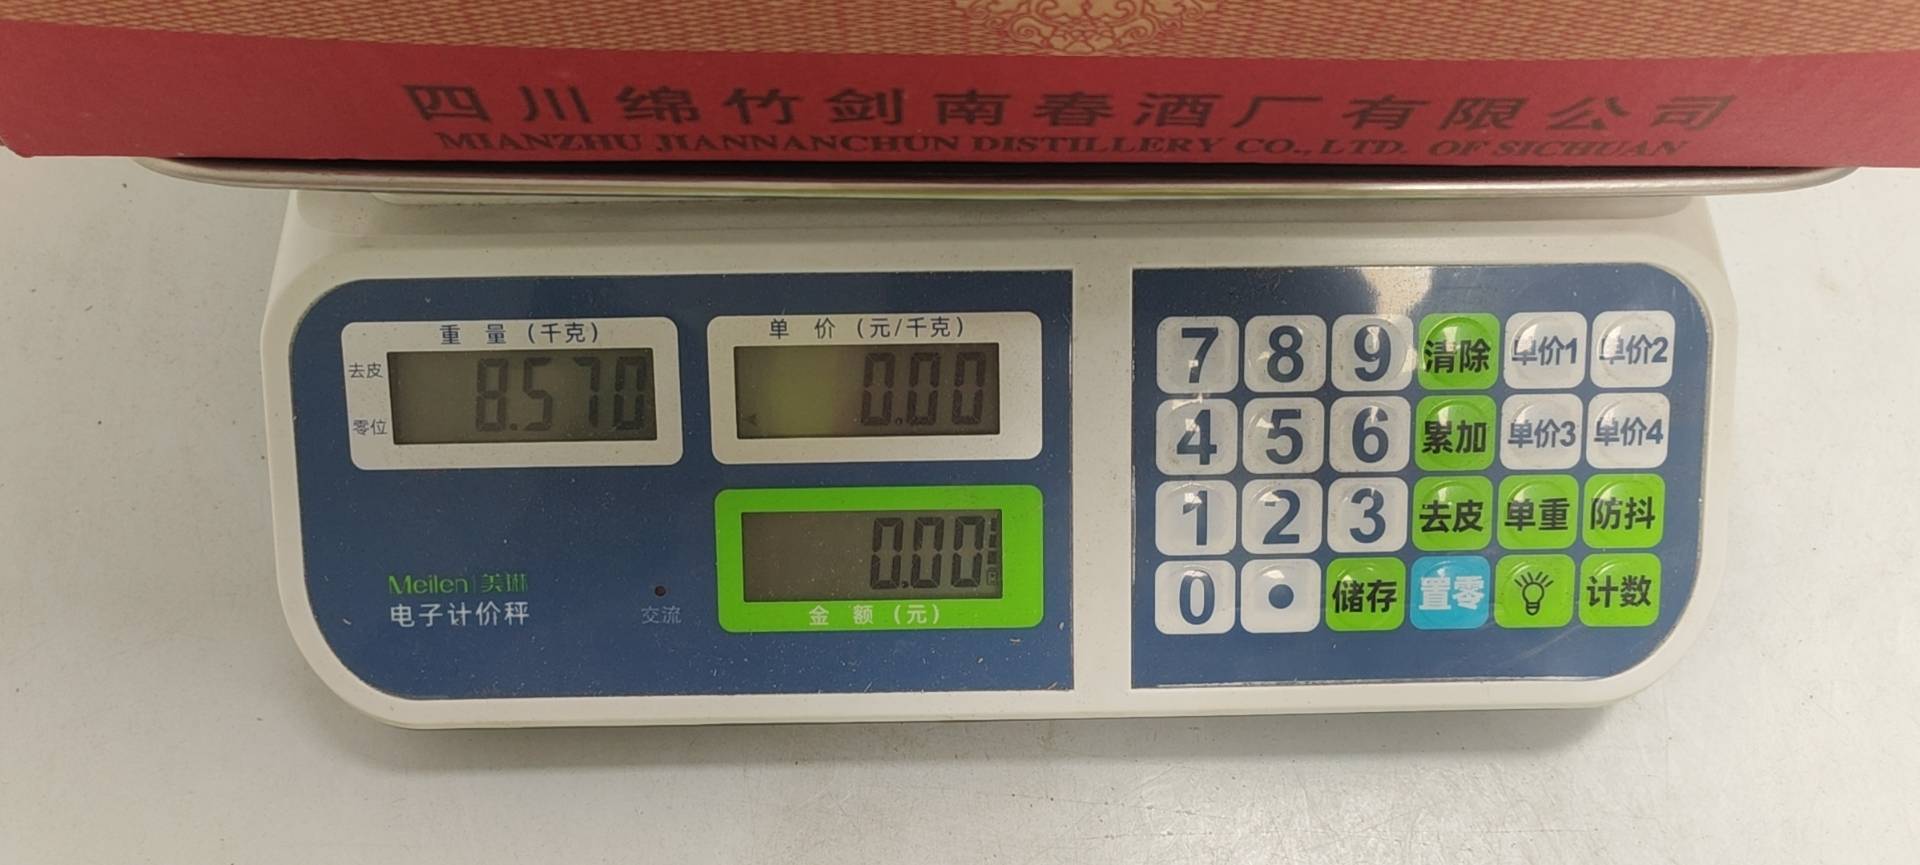 四川绵竹剑南春酒厂有限公司
MIANZHU JIANNANCHUN DISTILLERY CO., LTD. OF SICHUAN
重 量 (千克)
去皮
零位
8.570
单 价 (元/千克)
0.00
0.00
金 额 (元)
Meilen|美琳
电子计价秤
交流
7 8 9 清除 单价1 单价2
4 5 6 累加 单价3 单价4
1 2 3 去皮 单重 防抖
0 • 储存 置零 计数